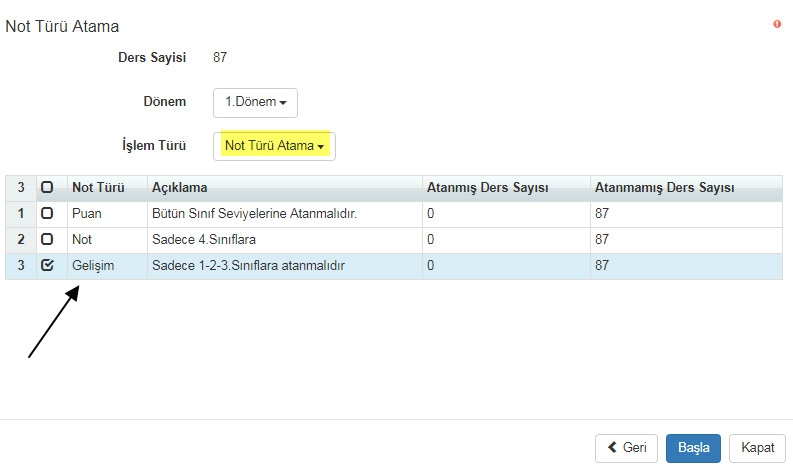 Not Türü Atama
Ders Sayisi 87
Dönem 1.Dönem
İşlem Türü Not Türü Atama
3 Not Türü Açıklama Atanmış Ders Sayısı Atanmamış Ders Sayısı
1 Puan Bütün Sınıf Seviyelerine Atanmalıdır. 0 87
2 Not Sadece 4.Sınıflara 0 87
3 Gelişim Sadece 1-2-3.Sınıflara atanmalıdır 0 87
Geri Başla Kapat